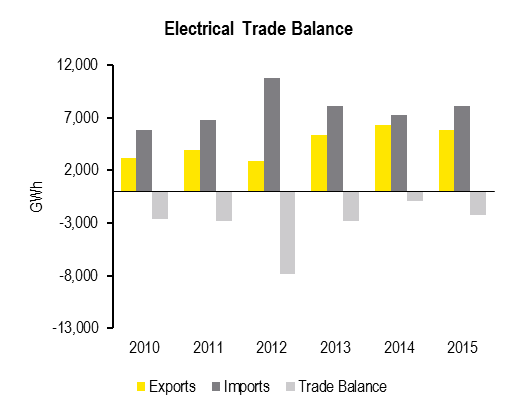 Electrical Trade Balance
12,000
7,000
2,000
-3,000
-8,000
-13,000
GWh
2010 2011 2012 2013 2014 2015
Exports Imports Trade Balance